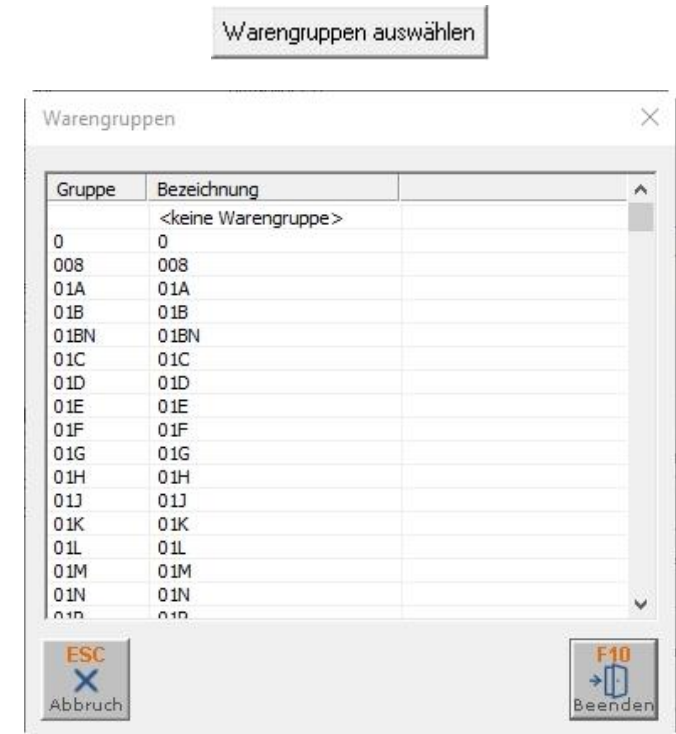 Warengruppen auswählen
Warengruppen
Gruppe Bezeichnung
<keine Warengruppe>
0 0
008 008
01A 01A
01B 01B
01BN 01BN
01C 01C
01D 01D
01E 01E
01F 01F
01G 01G
01H 01H
01J 01J
01K 01K
01L 01L
01M 01M
01N 01N
ESC
Abbruch
F10
Beenden